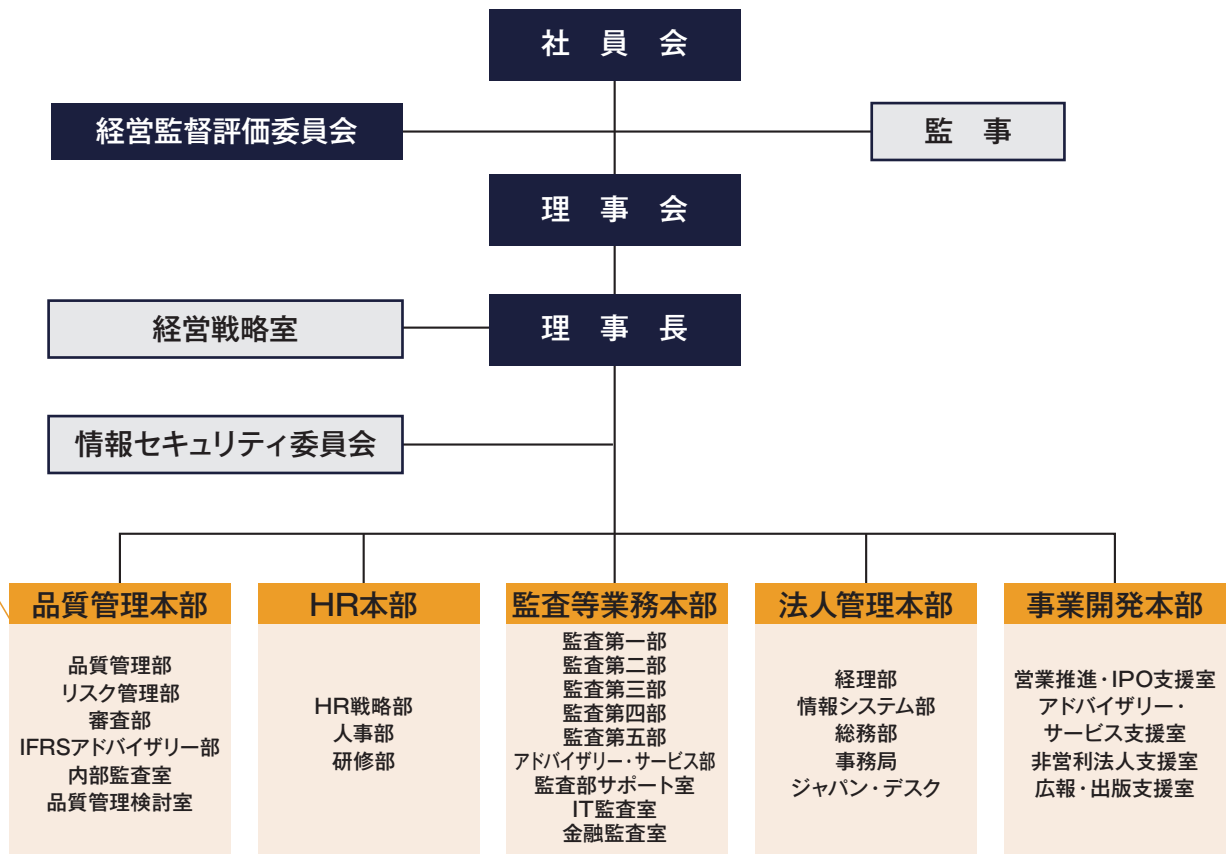 社 員 会
経営監督評価委員会
監 事
理 事 会
経営戦略室
理 事 長
情報セキュリティ委員会
品質管理本部
品質管理部
リスク管理部
審査部
IFRSアドバイザリー部
内部監査室
品質管理検討室
HR本部
HR戦略部
人事部
研修部
監査等業務本部
監査第一部
監査第二部
監査第三部
監査第四部
監査第五部
アドバイザリー・サービス部
監査部サポート室
IT監査室
金融監査室
法人管理本部
経理部
情報システム部
総務部
事務局
ジャパン・デスク
事業開発本部
営業推進・IPO支援室
アドバイザリー・
サービス支援室
非営利法人支援室
広報・出版支援室